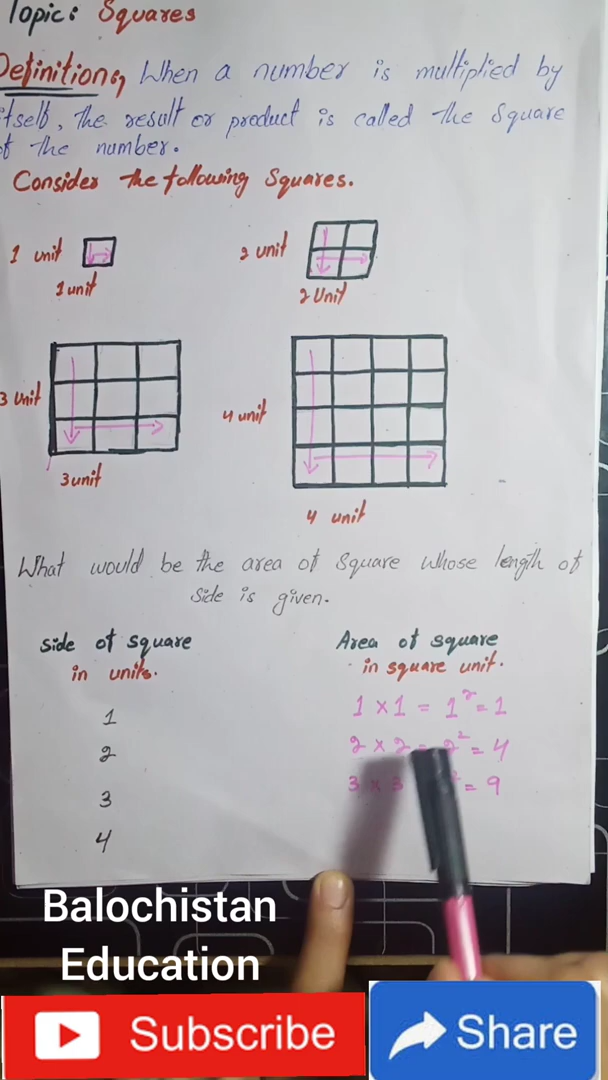 Topic: Squares
Definition, When a number is multiplied by
itself, the result or product is called the square
of the number.
Consider the following Squares.
1 unit
1 unit
2 unit
2 Unit
3 Unit
3 unit
4 unit
4 unit
What would be the area of square whose length of
side is given.
side of square
in units.
Area of square
in square unit.
1
1 × 1 = 1² = 1
2
2 × 2 = 2² = 4
3
3 × 3 = 9
4
Balochistan
Education
Subscribe
Share